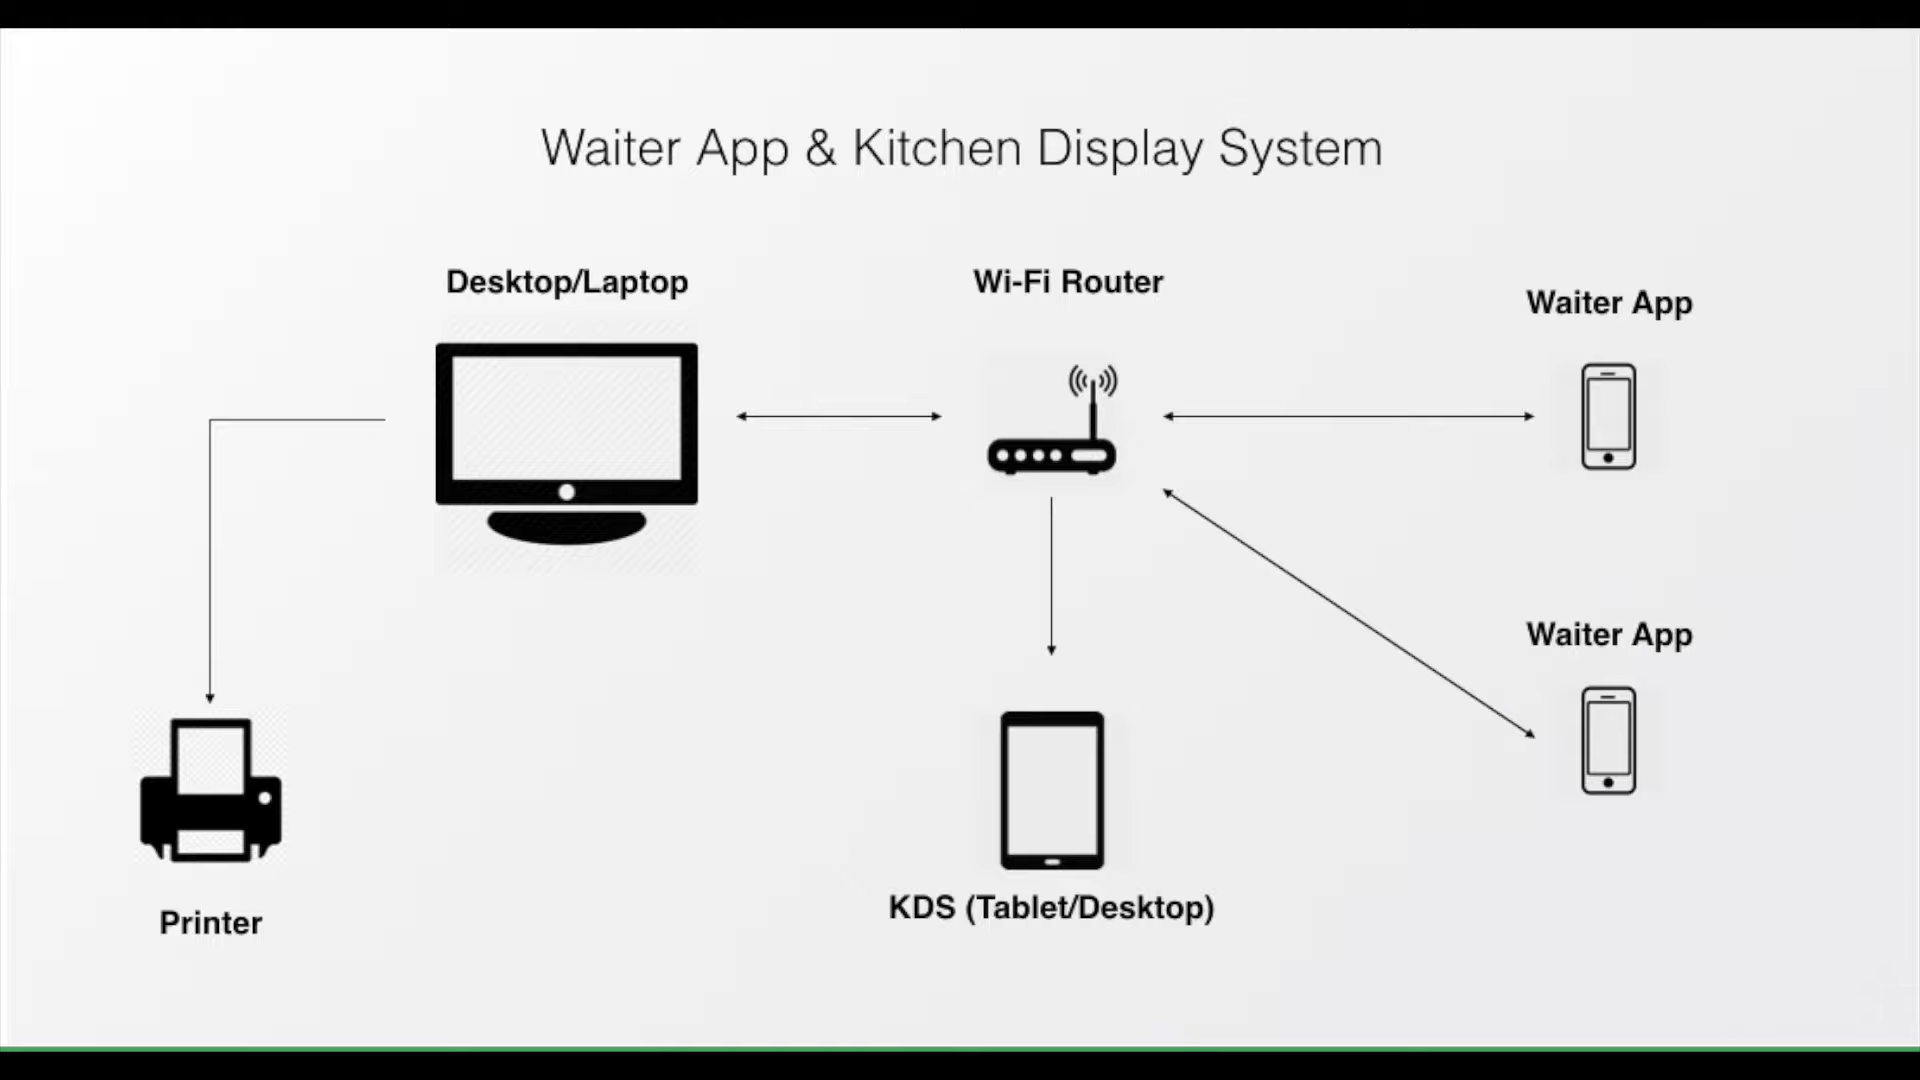 Waiter App & Kitchen Display System
Desktop/Laptop
Wi-Fi Router
Waiter App
Waiter App
KDS (Tablet/Desktop)
Printer